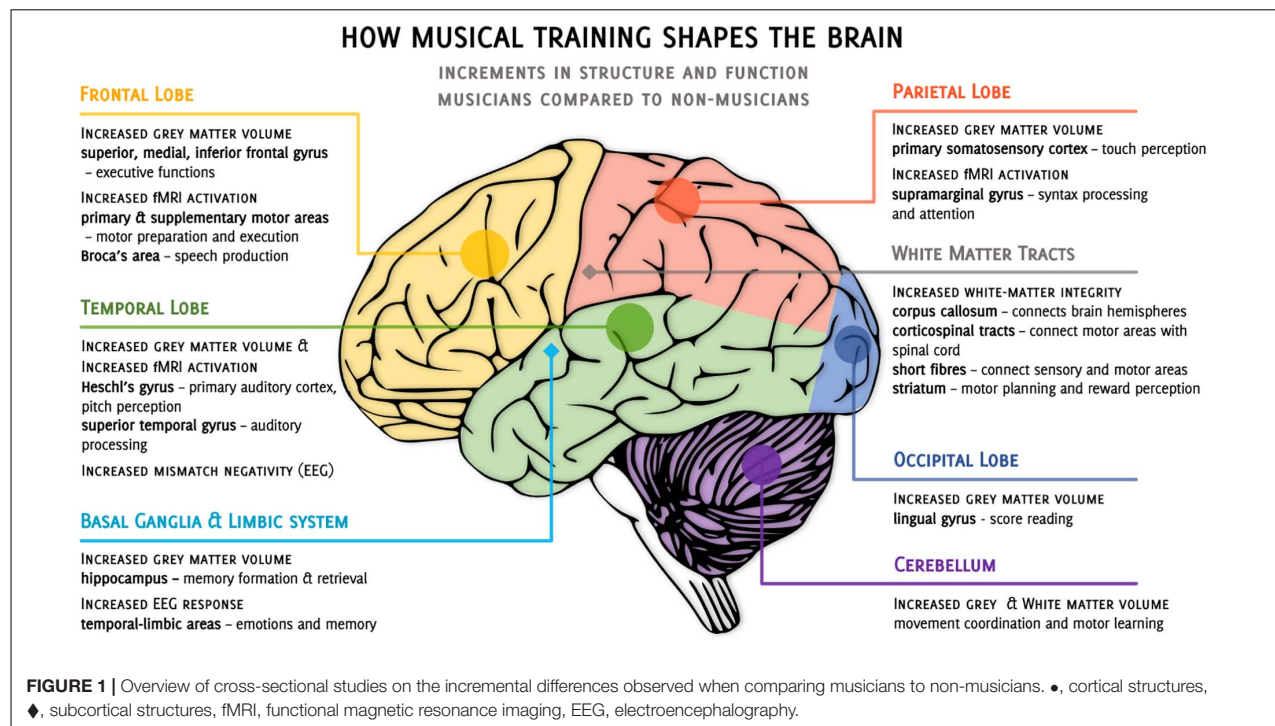 HOW MUSICAL TRAINING SHAPES THE BRAIN
INCREMENTS IN STRUCTURE AND FUNCTION
MUSICIANS COMPARED TO NON-MUSICIANS
FRONTAL LOBE
INCREASED GREY MATTER VOLUME
superior, medial, inferior frontal gyrus
– executive functions
INCREASED fMRI ACTIVATION
primary & supplementary motor areas
– motor preparation and execution
Broca's area – speech production
TEMPORAL LOBE
INCREASED GREY MATTER VOLUME &
INCREASED fMRI ACTIVATION
Heschl's gyrus – primary auditory cortex,
pitch perception
superior temporal gyrus – auditory
processing
INCREASED MISMATCH NEGATIVITY (EEG)
BASAL GANGLIA & LIMBIC SYSTEM
INCREASED GREY MATTER VOLUME
hippocampus – memory formation & retrieval
INCREASED EEG RESPONSE
temporal-limbic areas – emotions and memory
PARIETAL LOBE
INCREASED GREY MATTER VOLUME
primary somatosensory cortex – touch perception
INCREASED fMRI ACTIVATION
supramarginal gyrus – syntax processing
and attention
WHITE MATTER TRACTS
INCREASED WHITE-MATTER INTEGRITY
corpus callosum – connects brain hemispheres
corticospinal tracts – connect motor areas with
spinal cord
short fibres – connect sensory and motor areas
striatum – motor planning and reward perception
OCCIPITAL LOBE
INCREASED GREY MATTER VOLUME
lingual gyrus - score reading
CEREBELLUM
INCREASED GREY & WHITE MATTER VOLUME
movement coordination and motor learning
FIGURE 1 | Overview of cross-sectional studies on the incremental differences observed when comparing musicians to non-musicians. •, cortical structures,
♦, subcortical structures, fMRI, functional magnetic resonance imaging, EEG, electroencephalography.